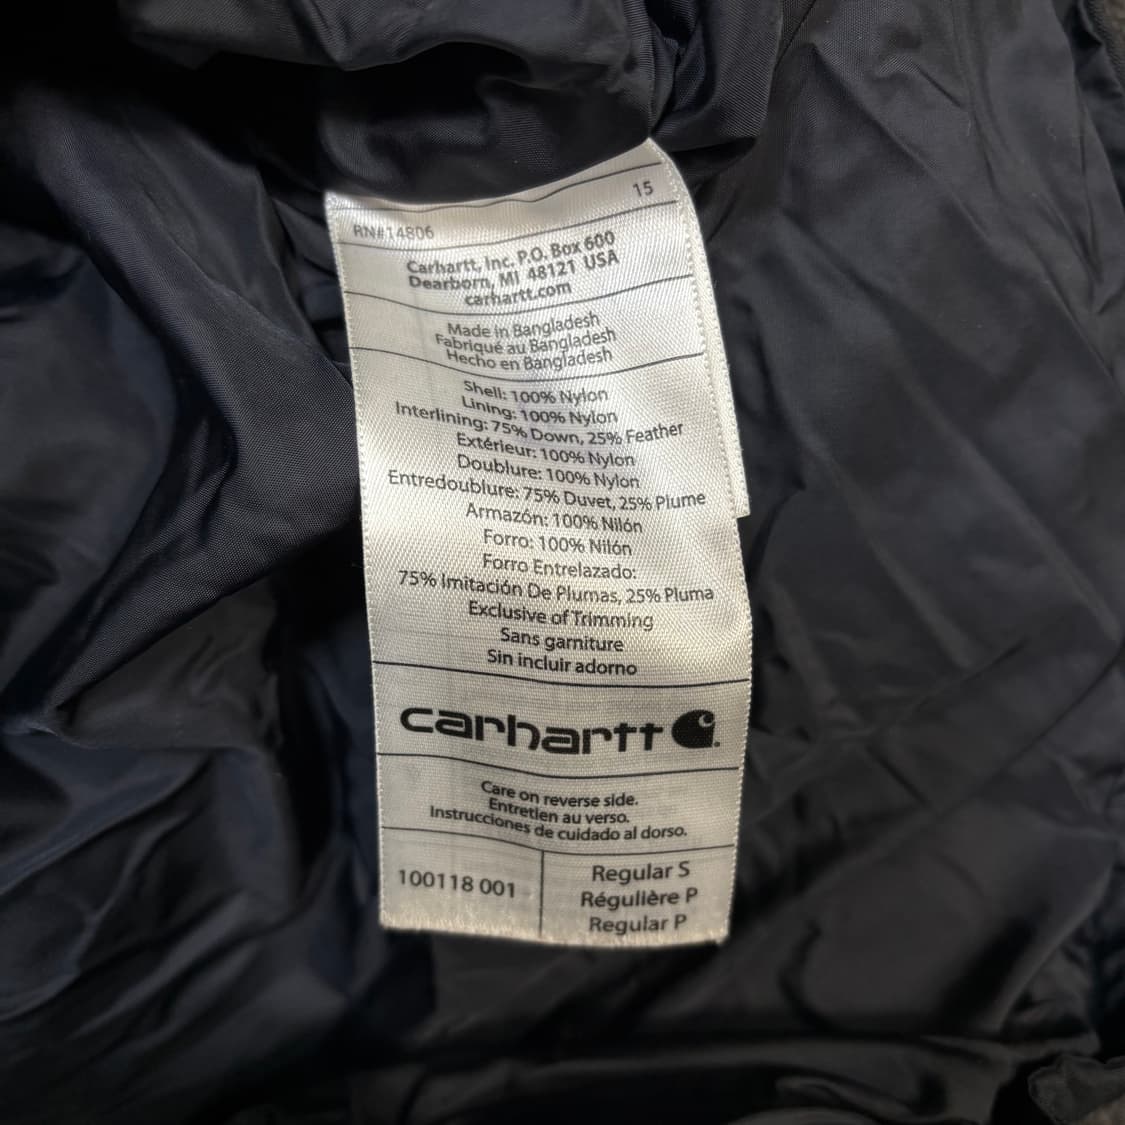 15
RN#14806
Carhartt, Inc. P.O. Box 600
Dearborn, MI 48121 USA
carhartt.com
Made in Bangladesh
Fabriqué au Bangladesh
Hecho en Bangladesh
Shell: 100% Nylon
Lining: 100% Nylon
Interlining: 75% Down, 25% Feather
Extérieur: 100% Nylon
Doublure: 100% Nylon
Entredoublure: 75% Duvet, 25% Plume
Armazón: 100% Nilón
Forro: 100% Nilón
Forro Entrelazado:
75% Imitación De Plumas, 25% Pluma
Exclusive of Trimming
Sans garniture
Sin incluir adorno
carhartt
Care on reverse side.
Entretien au verso.
Instrucciones de cuidado al dorso.
100118 001
Regular S
Régulière P
Regular P